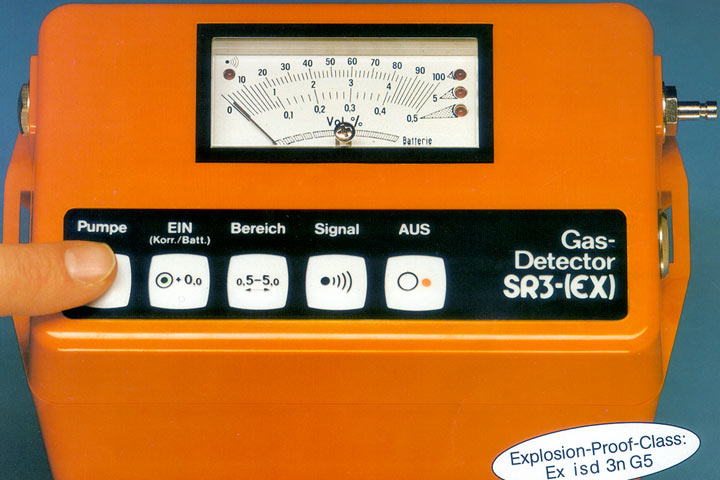 10 20 30 40 50 60 70 80 90 100
1 2 3 4 5
0 0,1 0,2 0,3 0,4 0,5
Vol. %
Batterie
Pumpe EIN Bereich Signal AUS
(Korr./Batt.)
+0,0 0,5–5,0
Gas-
Detector
SR3-(EX)
Explosion-Proof-Class:
Ex isd 3n G5